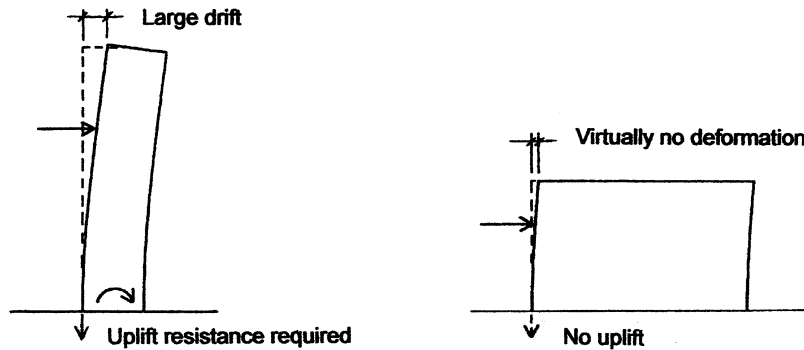 Large drift
Virtually no deformation
Uplift resistance required
No uplift